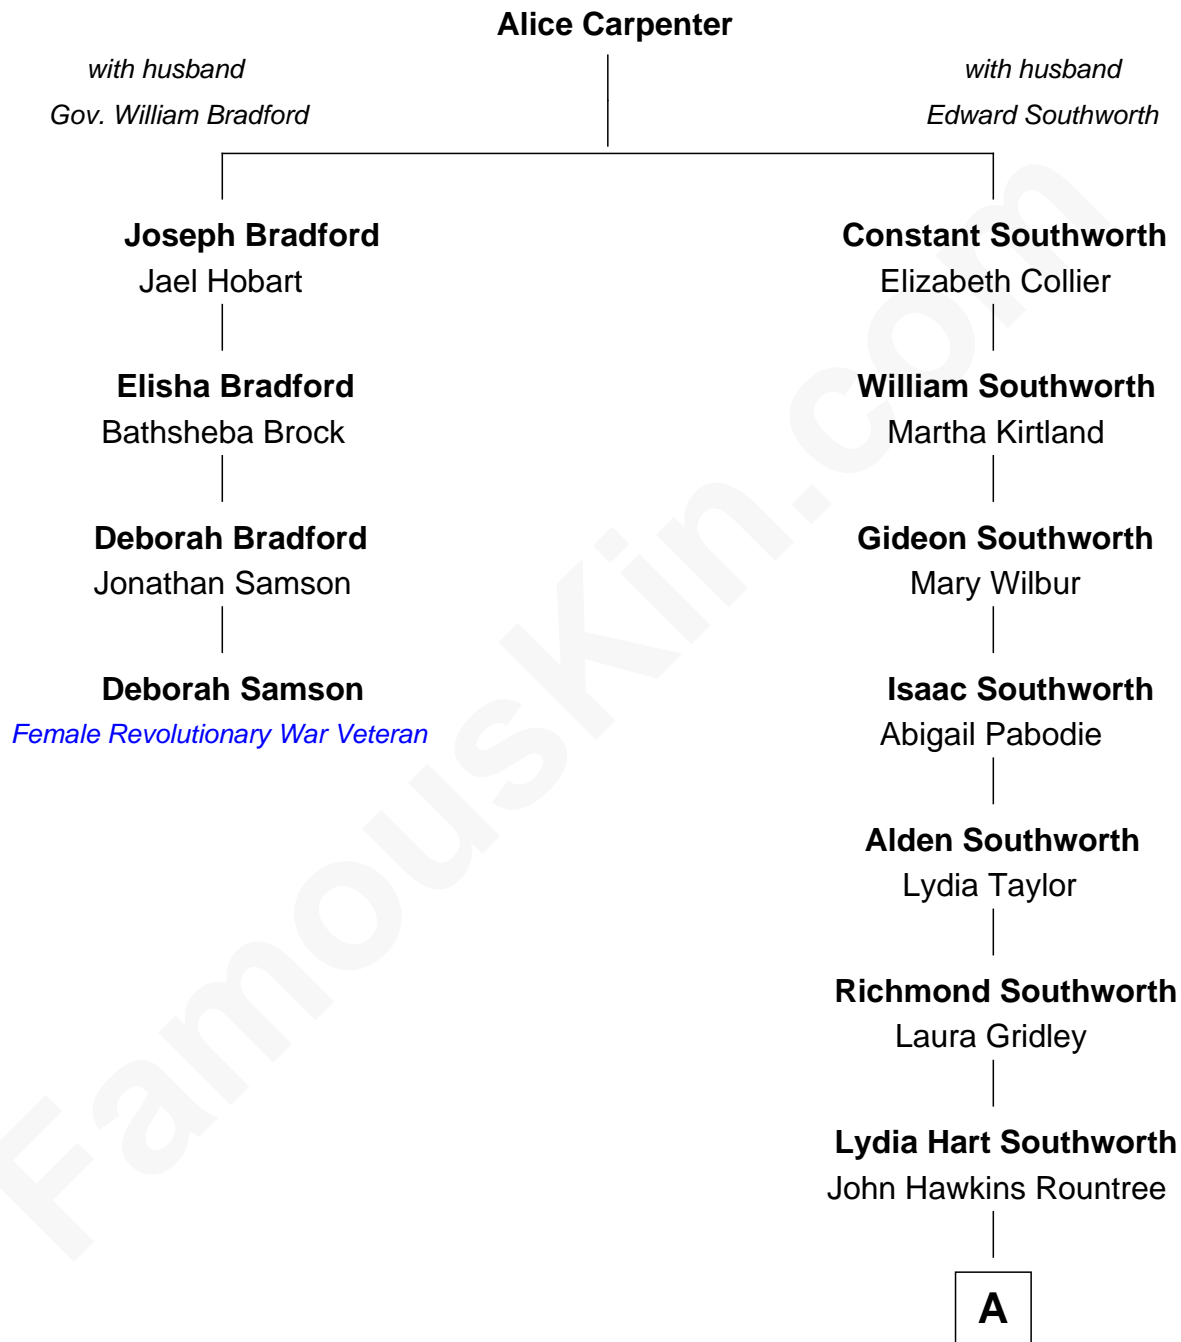 Alice Carpenter
with husband
Gov. William Bradford
with husband
Edward Southworth
Joseph Bradford
Jael Hobart
Elisha Bradford
Bathsheba Brock
Deborah Bradford
Jonathan Samson
Deborah Samson
Female Revolutionary War Veteran
Constant Southworth
Elizabeth Collier
William Southworth
Martha Kirtland
Gideon Southworth
Mary Wilbur
Isaac Southworth
Abigail Pabodie
Alden Southworth
Lydia Taylor
Richmond Southworth
Laura Gridley
Lydia Hart Southworth
John Hawkins Rountree
A
FamousKin.com